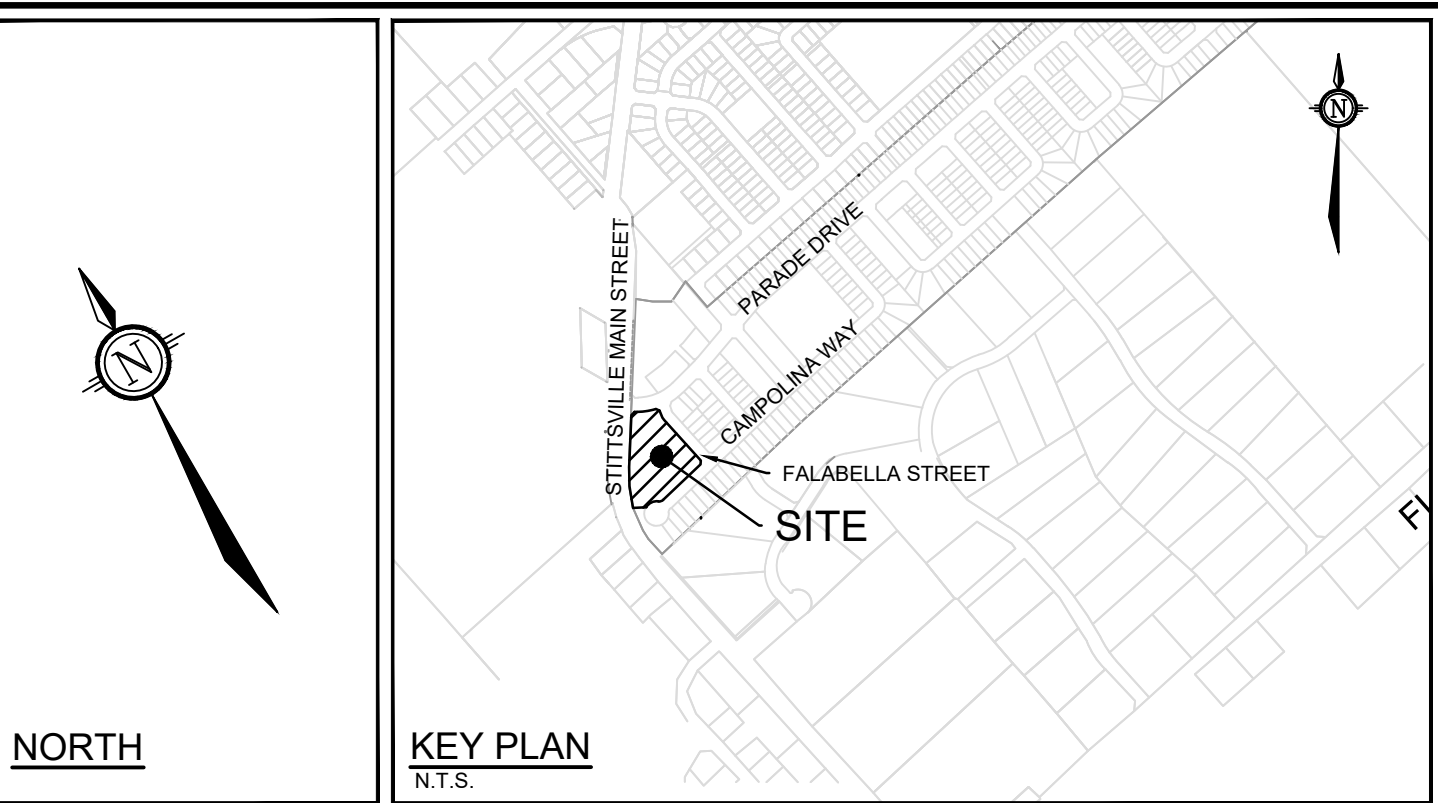 N
NORTH
N
STITTSVILLE MAIN STREET
PARADE DRIVE
CAMPOLINA WAY
FALABELLA STREET
SITE
KEY PLAN
N.T.S.